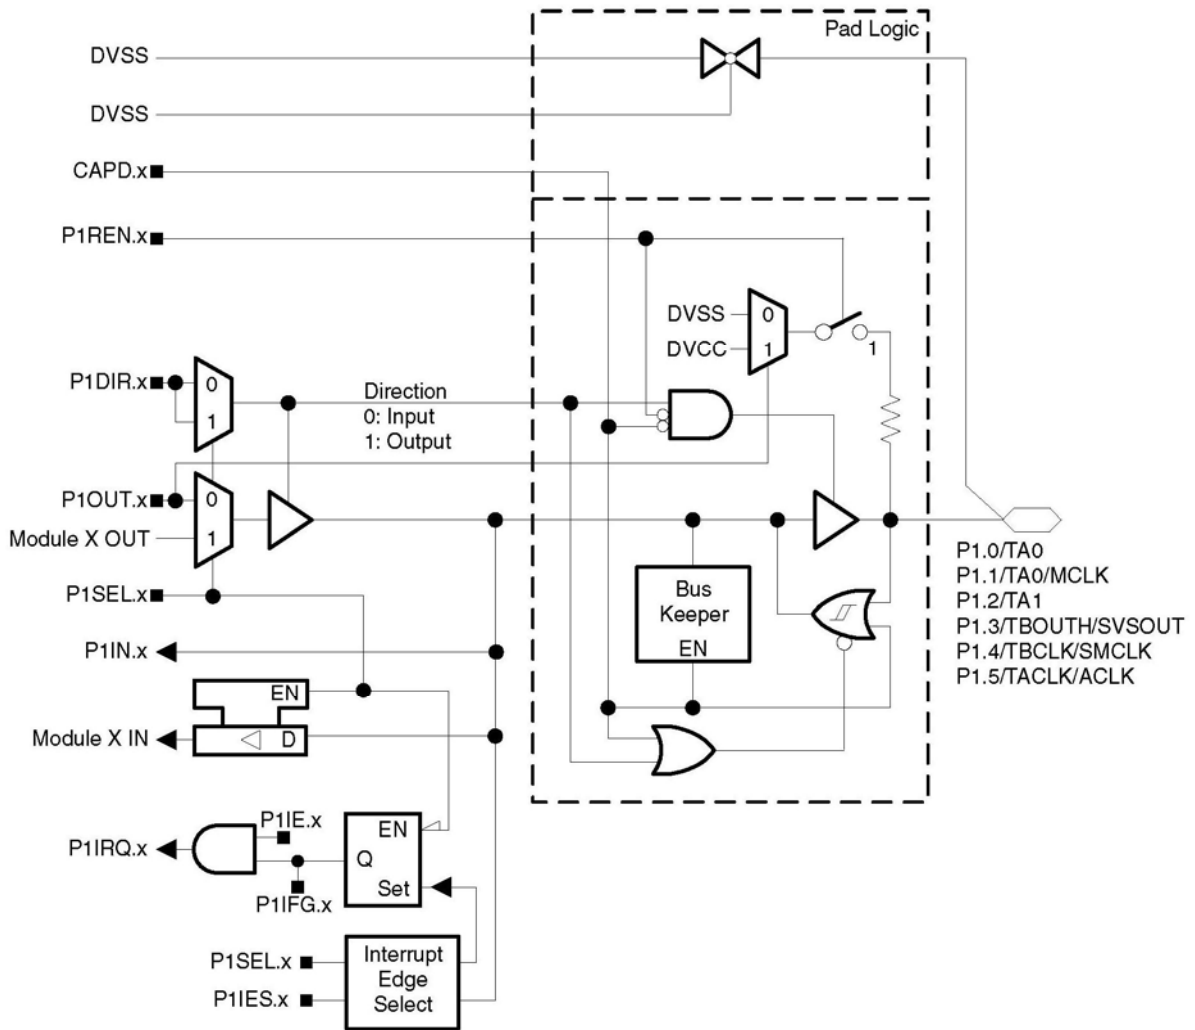 Pad Logic
DVSS
DVSS
CAPD.x
P1REN.x
DVSS
0
DVCC
1
1
P1DIR.x
0
1
Direction
0: Input
1: Output
P1OUT.x
0
Module X OUT
1
P1SEL.x
Bus
Keeper
EN
P1.0/TA0
P1.1/TA0/MCLK
P1.2/TA1
P1.3/TBOUTH/SVSOUT
P1.4/TBCLK/SMCLK
P1.5/TACLK/ACLK
P1IN.x
EN
Module X IN
D
P1IE.x
P1IRQ.x
EN
Q
Set
P1IFG.x
P1SEL.x
P1IES.x
Interrupt
Edge
Select